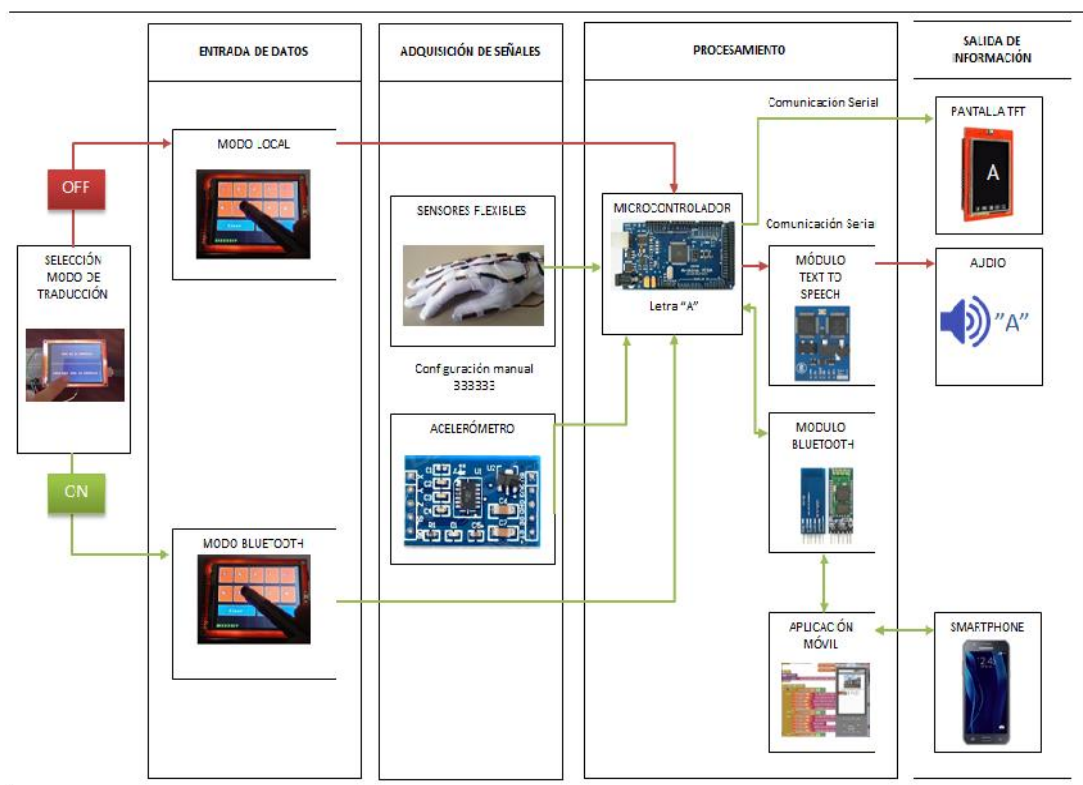 ENTRADA DE DATOS
ADQUISICIÓN DE SEÑALES
PROCESAMIENTO
SALIDA DE
INFORMACIÓN
OFF
SELECCIÓN
MODO DE
TRADUCCIÓN
ON
MODO LOCAL
MODO BLUETOOTH
SENSORES FLEXIBLES
Configuración manual
333333
ACELERÓMETRO
MICROCONTROLADOR
Letra "A"
Comunicación Serial
Comunicación Serial
MÓDULO
TEXT TO
SPEECH
MODULO
BLUETOOTH
APLICACIÓN
MÓVIL
PANTALLA TFT
A
AUDIO
"A"
SMARTPHONE